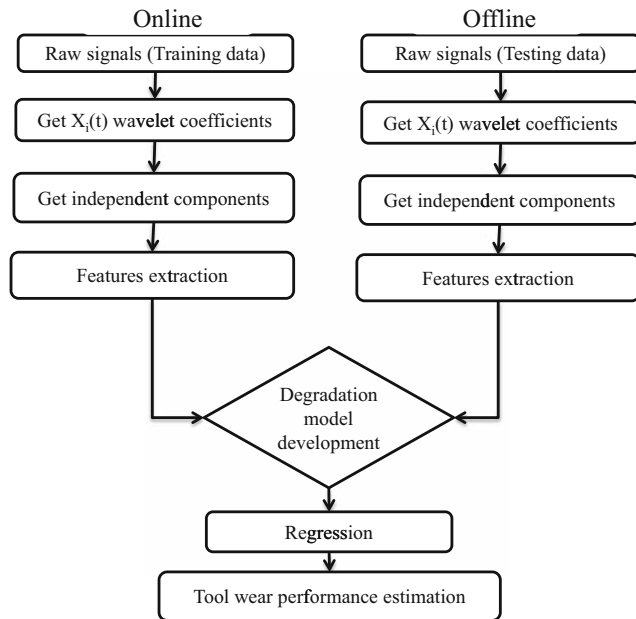 Online
Raw signals (Training data)
Get Xᵢ(t) wavelet coefficients
Get independent components
Features extraction
Offline
Raw signals (Testing data)
Get Xᵢ(t) wavelet coefficients
Get independent components
Features extraction
Degradation
model
development
Regression
Tool wear performance estimation